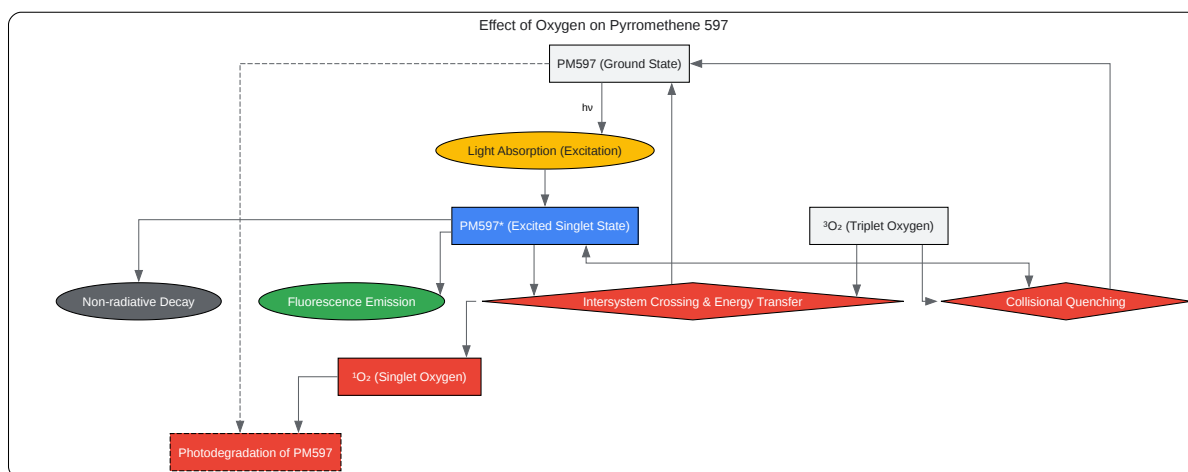 Effect of Oxygen on Pyrromethene 597
PM597 (Ground State)
hν
Light Absorption (Excitation)
PM597* (Excited Singlet State)
³O₂ (Triplet Oxygen)
Non-radiative Decay
Fluorescence Emission
Intersystem Crossing & Energy Transfer
Collisional Quenching
¹O₂ (Singlet Oxygen)
Photodegradation of PM597